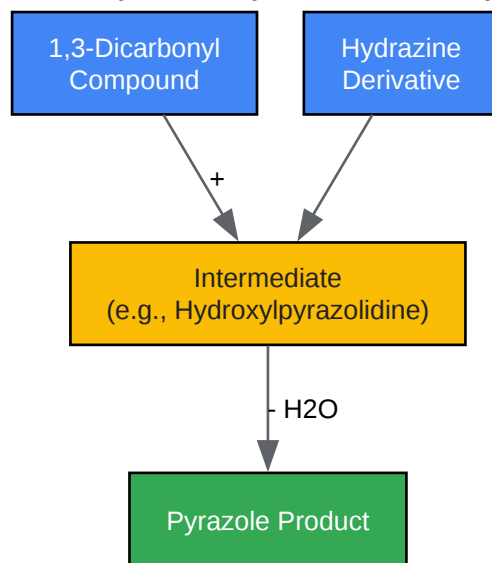 1,3-Dicarbonyl
Compound
Hydrazine
Derivative
+
Intermediate
(e.g., Hydroxylpyrazolidine)
- H2O
Pyrazole Product